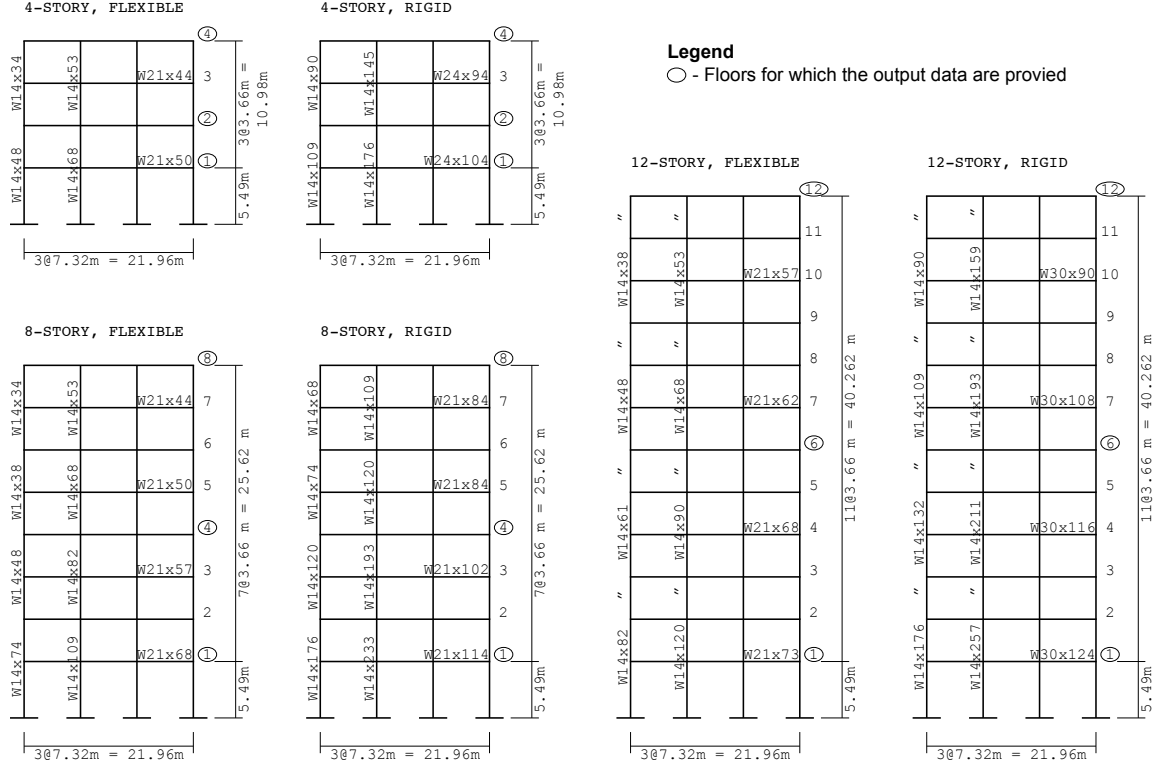 4-STORY, FLEXIBLE
W14x34
W14x53
W21x44
W14x48
W14x68
W21x50
4
3
2
1
3@3.66m =
10.98m
5.49m
3@7.32m = 21.96m
4-STORY, RIGID
W14x90
W14x145
W24x94
W14x109
W14x176
W24x104
4
3
2
1
3@3.66m =
10.98m
5.49m
3@7.32m = 21.96m
Legend
- Floors for which the output data are provied
8-STORY, FLEXIBLE
W14x34
W14x53
W21x44
W14x38
W14x68
W21x50
W14x48
W14x82
W21x57
W14x74
W14x109
W21x68
8
7
6
5
4
3
2
1
7@3.66 m = 25.62 m
5.49m
3@7.32m = 21.96m
8-STORY, RIGID
W14x68
W14x109
W21x84
W14x74
W14x120
W21x84
W14x120
W14x193
W21x102
W14x176
W14x233
W21x114
8
7
6
5
4
3
2
1
7@3.66 m = 25.62 m
5.49m
3@7.32m = 21.96m
12-STORY, FLEXIBLE
″
″
W14x38
W14x53
W21x57
″
″
W14x48
W14x68
W21x62
″
″
W14x61
W14x90
W21x68
″
″
W14x82
W14x120
W21x73
12
11
10
9
8
7
6
5
4
3
2
1
11@3.66 m = 40.262 m
5.49m
3@7.32m = 21.96m
12-STORY, RIGID
″
″
W14x90
W14x159
W30x90
″
″
W14x109
W14x193
W30x108
″
″
W14x132
W14x211
W30x116
″
″
W14x176
W14x257
W30x124
12
11
10
9
8
7
6
5
4
3
2
1
11@3.66 m = 40.262 m
5.49m
3@7.32m = 21.96m